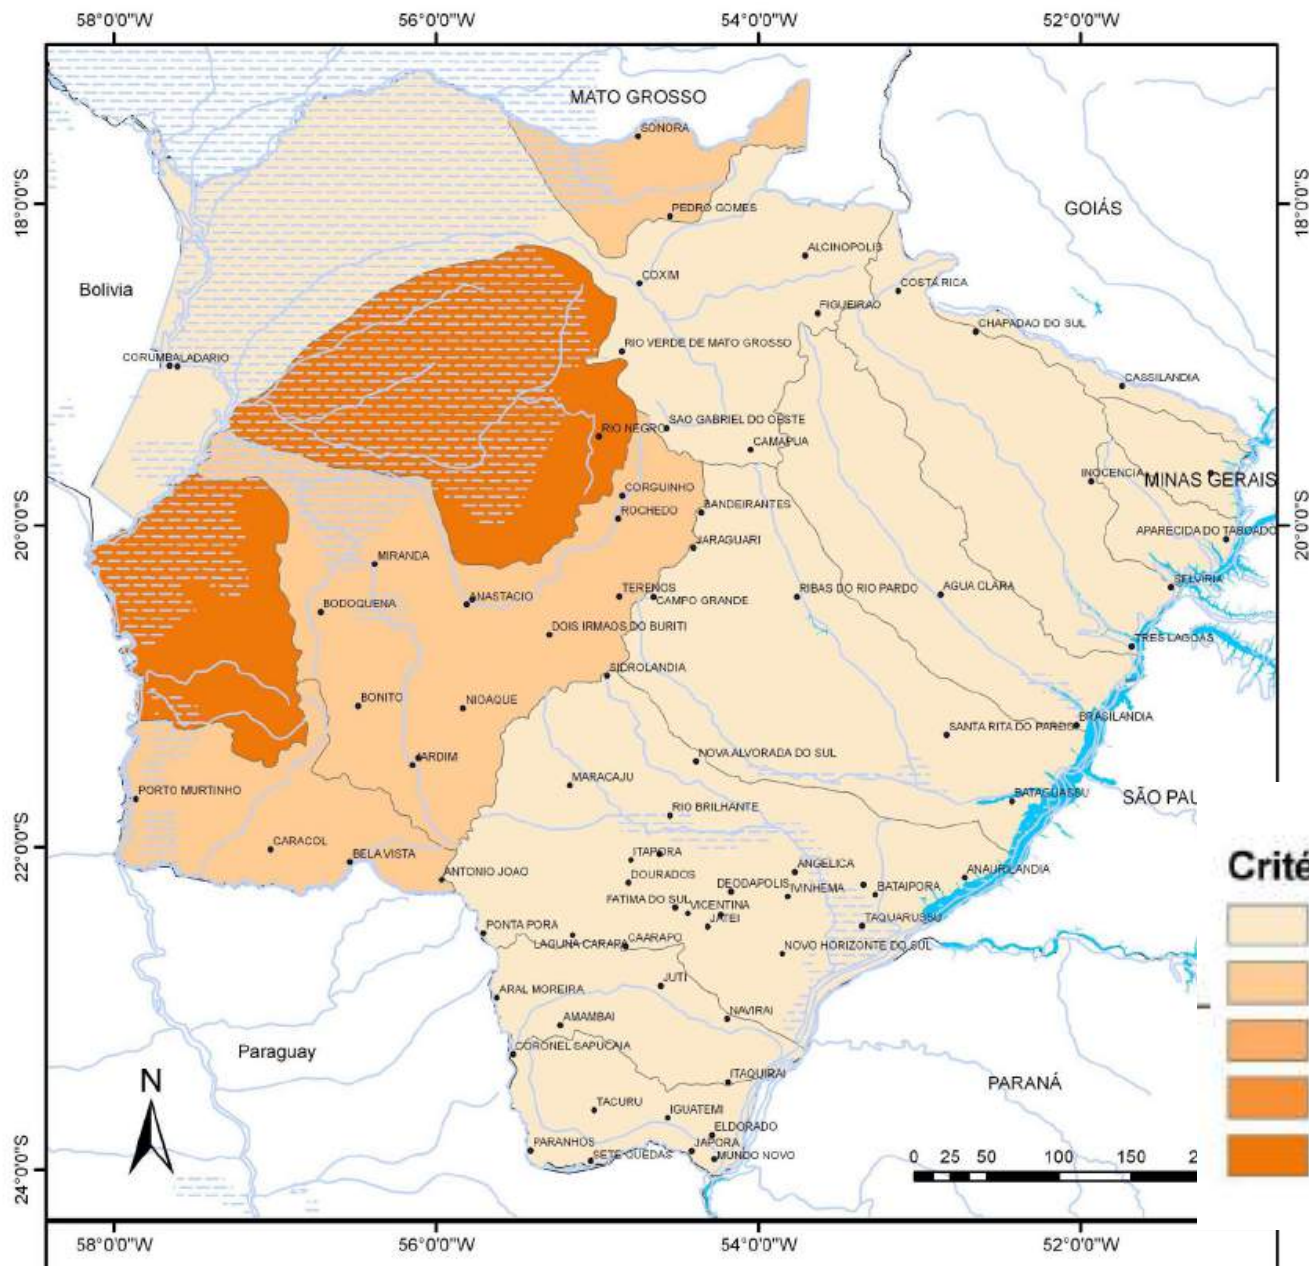 58°0'0"W 56°0'0"W 54°0'0"W 52°0'0"W
MATO GROSSO
SONORA
18°0'0"S
18°0'0"S
PEDRO GOMES
GOIÁS
ALCINOPOLIS
COXIM
COSTA RICA
Bolivia
FIGUEIRAO
CHAPADAO DO SUL
RIO VERDE DE MATO GROSSO
CORUMBALADARIO
CASSILANDIA
SAO GABRIEL DO OESTE
RIO NEGRO
CAMAPUA
INOCENCIA
MINAS GERAIS
CORGUINHO
BANDEIRANTES
ROCHEDO
20°0'0"S
20°0'0"S
APARECIDA DO TABOADO
JARAGUARI
MIRANDA
SELVIRIA
TERENOS
RIBAS DO RIO PARDO
AGUA CLARA
ANASTACIO
CAMPO GRANDE
BODOQUENA
DOIS IRMAOS DO BURITI
TRES LAGOAS
SIDROLANDIA
BONITO
NIOAQUE
BRASILANDIA
SANTA RITA DO PARDO
NOVA ALVORADA DO SUL
JARDIM
MARACAJU
PORTO MURTINHO
BATAGUASSU
SÃO PAU
RIO BRILHANTE
22°0'0"S
CARACOL
BELA VISTA
ITAPORA
ANGELICA
Crité
ANTONIO JOAO
DOURADOS
DEODAPOLIS
IVINHEMA
BATAIPORA
ANAURILANDIA
FATIMA DO SUL
VICENTINA
JATEI
TAQUARUSSU
PONTA PORA
LAGUNA CARAPA
CAARAPO
NOVO HORIZONTE DO SUL
JUTI
ARAL MOREIRA
NAVIRAI
AMAMBAI
Paraguay
CORONEL SAPUCAIA
ITAQUIRAI
PARANÁ
N
TACURU
IGUATEMI
ELDORADO
PARANHOS
JAPORA
SETE QUEDAS
MUNDO NOVO
0 25 50 100 150 2
24°0'0"S
58°0'0"W 56°0'0"W 54°0'0"W 52°0'0"W